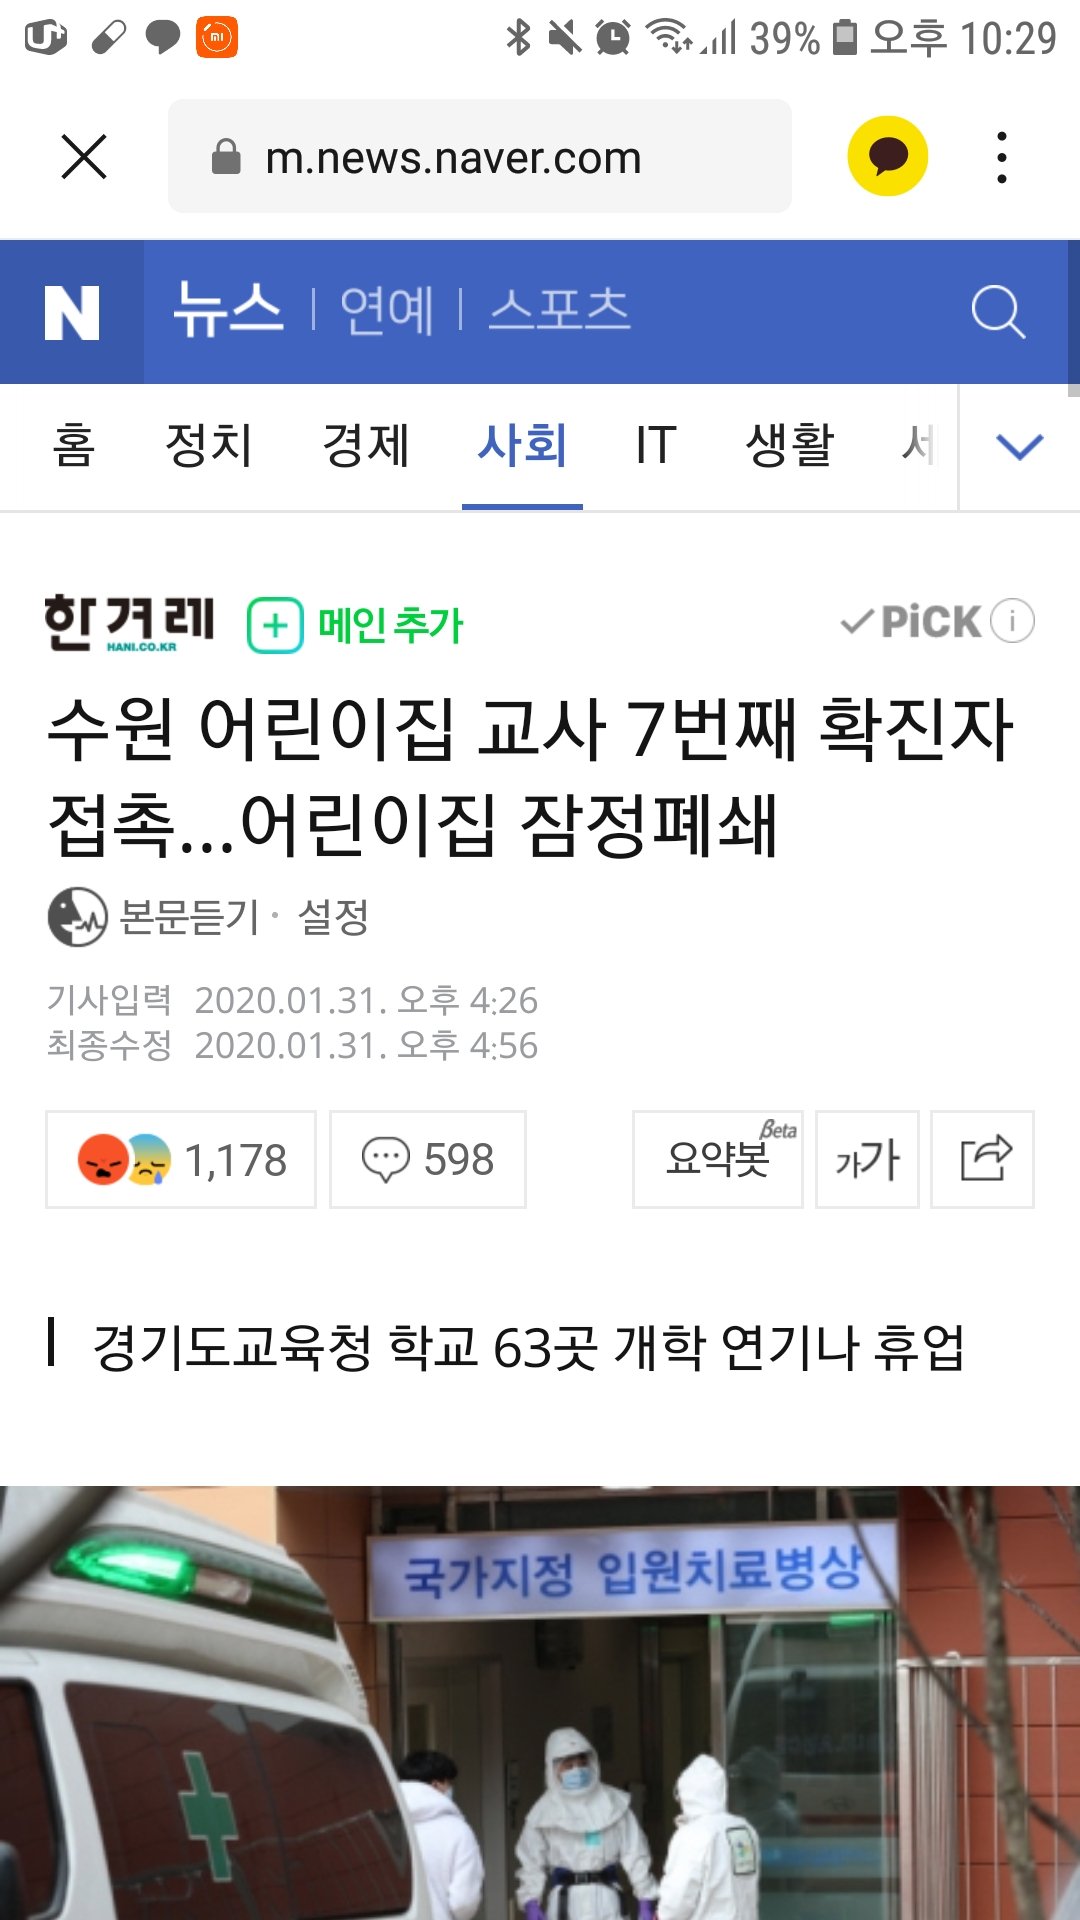 U+ mi 39% 오후 10:29
m.news.naver.com
N 뉴스 연예 스포츠
홈 정치 경제 사회 IT 생활
한겨레 메인 추가 PiCK i
HANI.CO.KR
수원 어린이집 교사 7번째 확진자
접촉...어린이집 잠정폐쇄
본문듣기 · 설정
기사입력 2020.01.31. 오후 4:26
최종수정 2020.01.31. 오후 4:56
1,178 598 요약봇 Beta 가가
경기도교육청 학교 63곳 개학 연기나 휴업
국가지정 입원치료병상